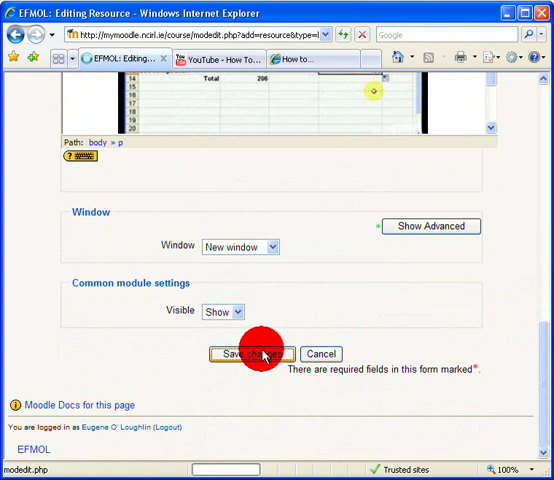 EFMOL: Editing Resource - Windows Internet Explorer
http://mymoodle.ncirl.ie/course/modedit.php?add=resource&type=
Google
EFMOL: Editing...
YouTube - How To...
How to...
14 Total 206
15
16
17
18
19
20
Path: body » p
?
Window
Show Advanced
Window New window
Common module settings
Visible Show
Save changes Cancel
There are required fields in this form marked*.
Moodle Docs for this page
You are logged in as Eugene O' Loughlin (Logout)
EFMOL
modedit.php
Trusted sites
100%